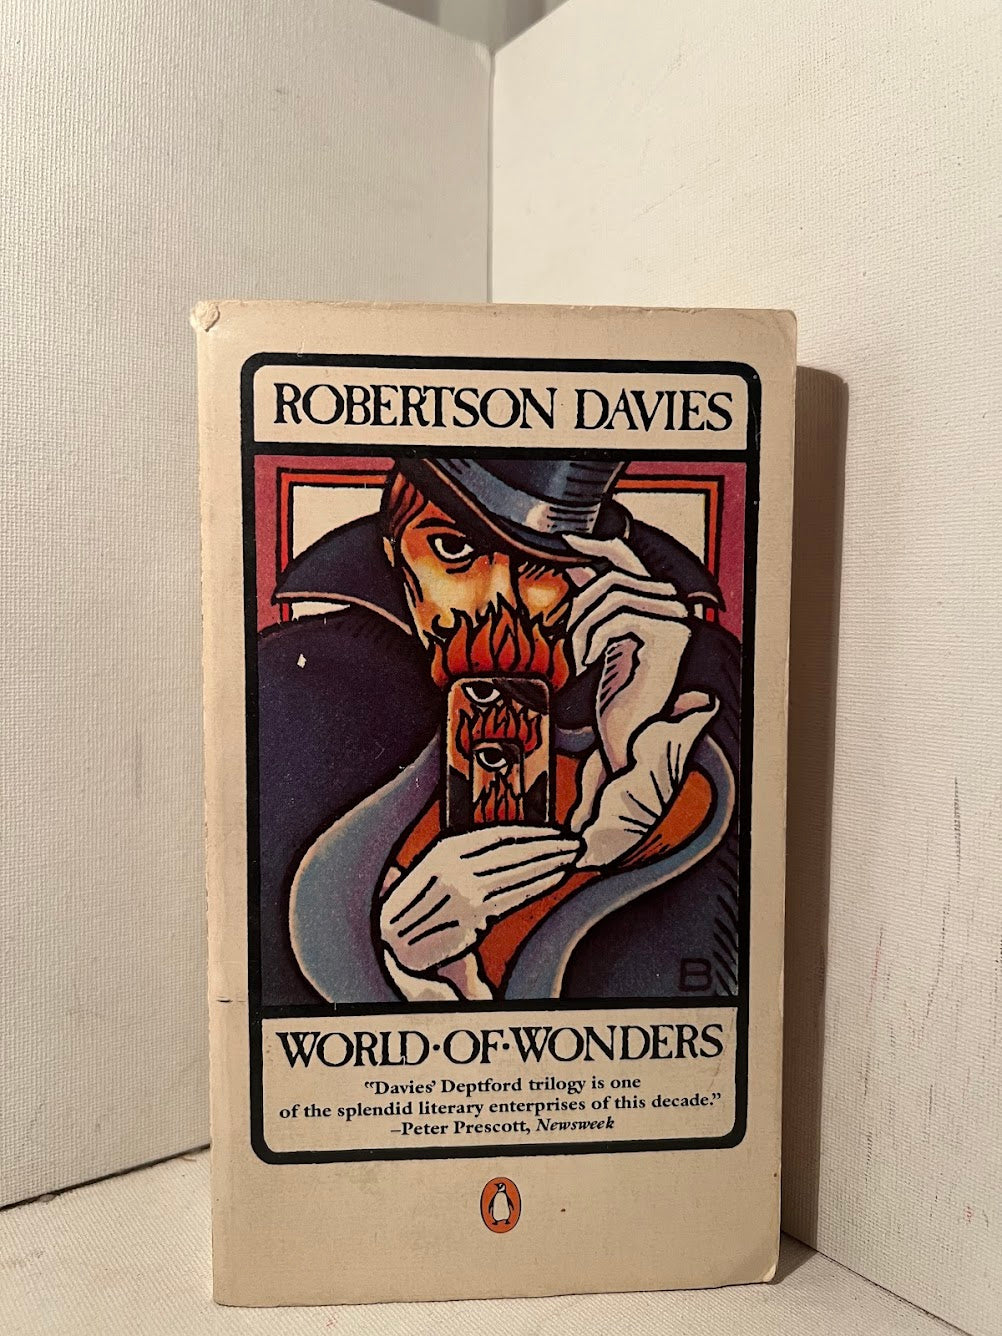 ROBERTSON DAVIES
B
WORLD·OF·WONDERS
"Davies' Deptford trilogy is one
of the splendid literary enterprises of this decade."
–Peter Prescott, Newsweek